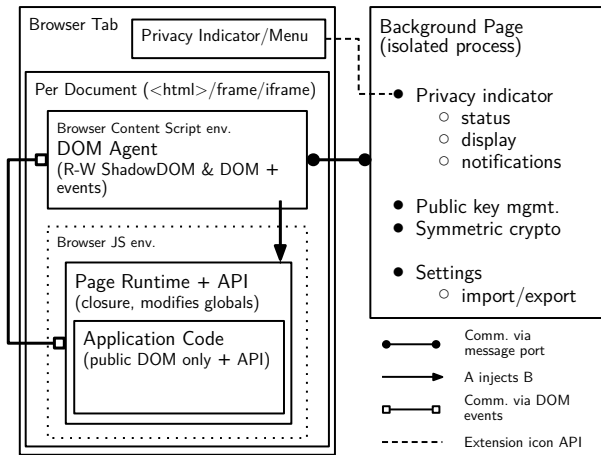 Browser Tab
Privacy Indicator/Menu
Per Document (<html>/frame/iframe)
Browser Content Script env.
DOM Agent
(R-W ShadowDOM & DOM +
events)
Browser JS env.
Page Runtime + API
(closure, modifies globals)
Application Code
(public DOM only + API)
Background Page
(isolated process)
● Privacy indicator
○ status
○ display
○ notifications
● Public key mgmt.
● Symmetric crypto
● Settings
○ import/export
Comm. via
message port
A injects B
Comm. via DOM
events
Extension icon API